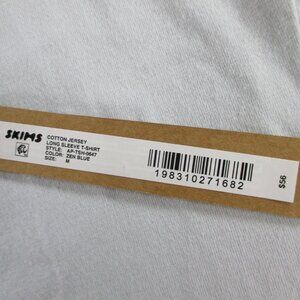 SKIMS
COTTON JERSEY
LONG SLEEVE T-SHIRT
STYLE: AP-TSH-0647
COLOR: ZEN BLUE
SIZE: M
198310271682
$56